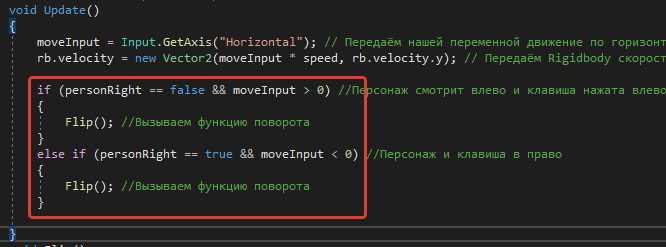 void Update()
{
moveInput = Input.GetAxis("Horizontal"); // Передаём нашей переменной движение по
rb.velocity = new Vector2(moveInput * speed, rb.velocity.y); // Передаём Rigidbody
if (personRight == false && moveInput > 0) //Персонаж смотрит влево и клавиша нажата влево
{
Flip(); //Вызываем функцию поворота
}
else if (personRight == true && moveInput < 0) //Персонаж и клавиша в право
{
Flip(); //Вызываем функцию поворота
}
}